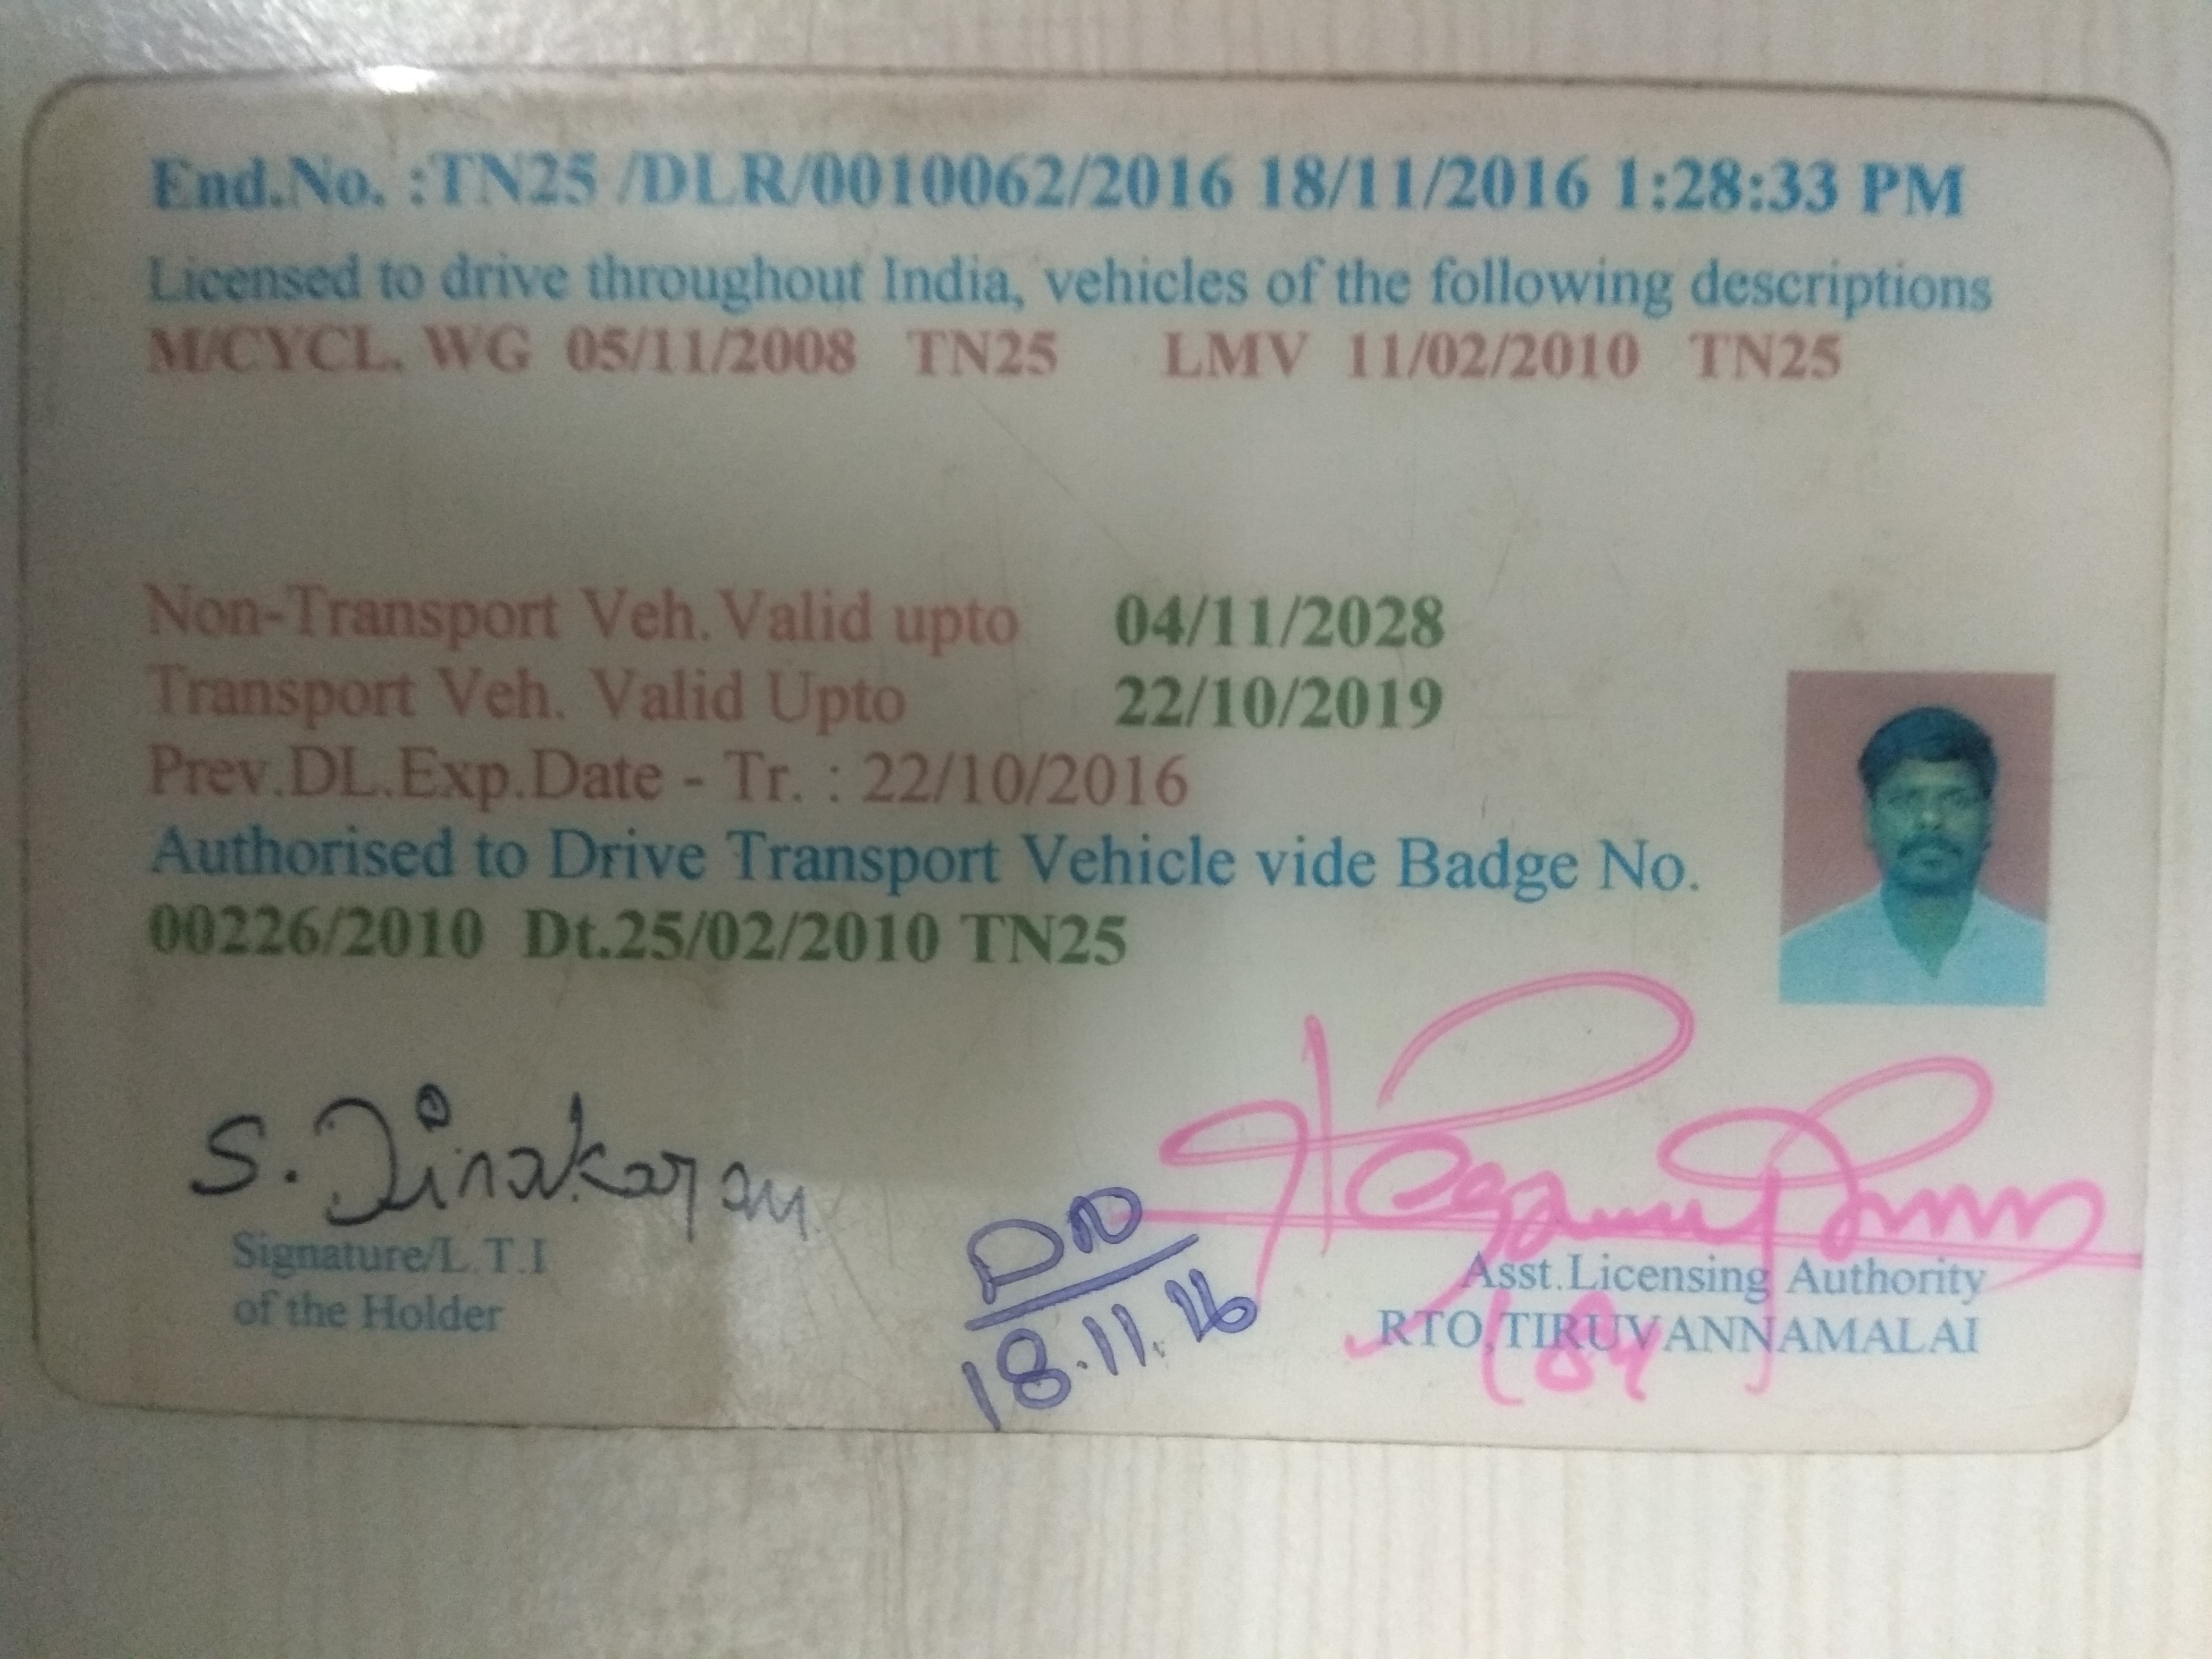 End.No. :TN25 /DLR/0010062/2016 18/11/2016 1:28:33 PM
Licensed to drive throughout India, vehicles of the following descriptions
M/CYCL. WG 05/11/2008 TN25 LMV 11/02/2010 TN25
Non-Transport Veh.Valid upto 04/11/2028
Transport Veh. Valid Upto 22/10/2019
Prev.DL.Exp.Date - Tr. : 22/10/2016
Authorised to Drive Transport Vehicle vide Badge No.
00226/2010 Dt.25/02/2010 TN25
S. Dinakaran
Signature/L.T.I
of the Holder
18.11.16
Asst.Licensing Authority
RTO,TIRUVANNAMALAI